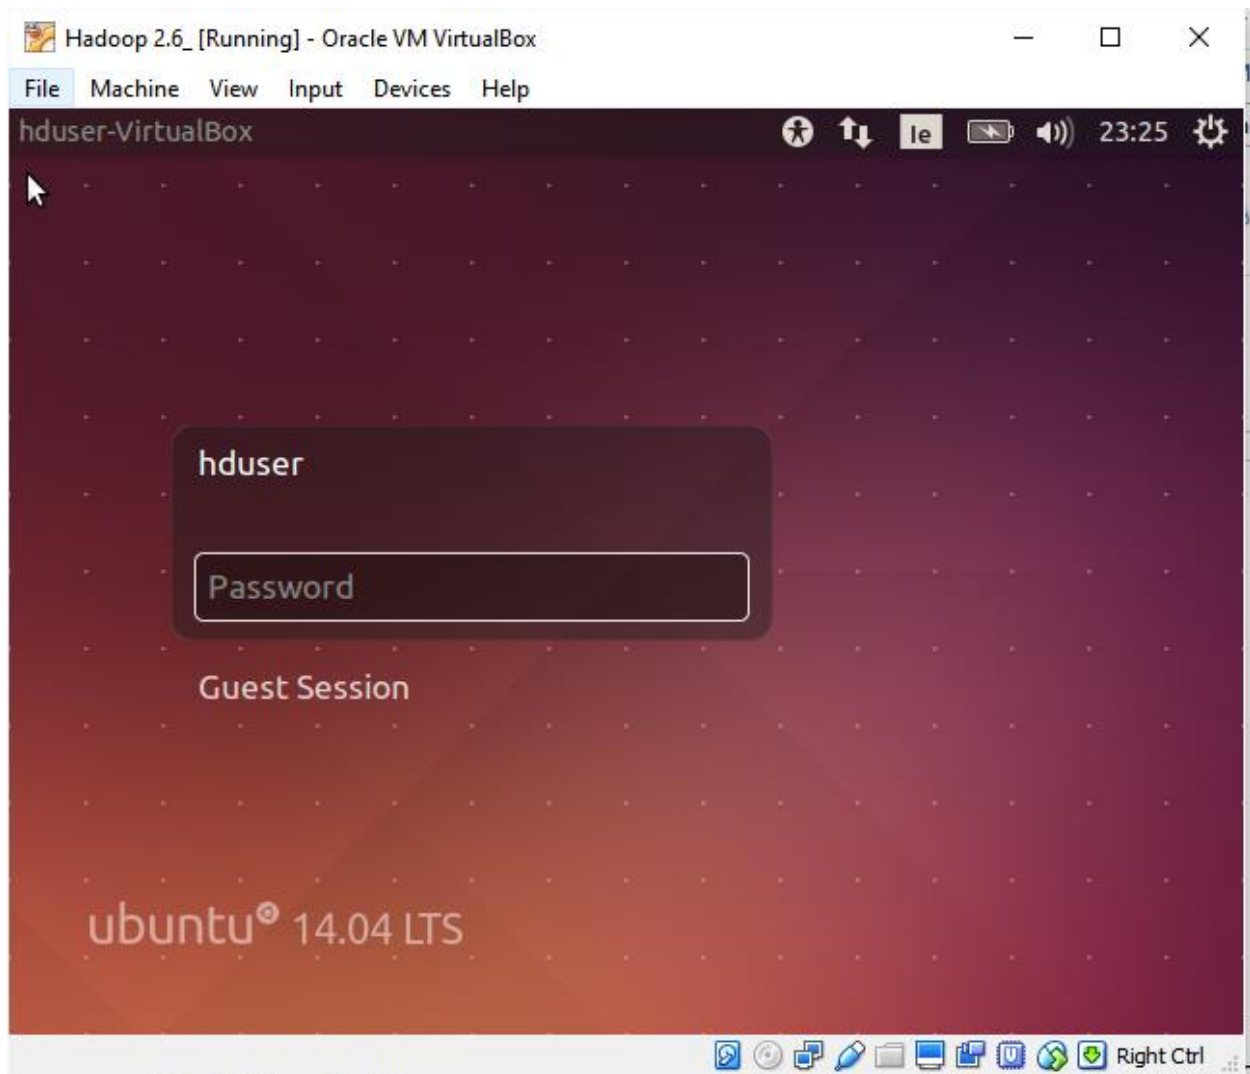 Hadoop 2.6_ [Running] - Oracle VM VirtualBox
File Machine View Input Devices Help
hduser-VirtualBox Ie 23:25
hduser
Password
Guest Session
ubuntu 14.04 LTS
Right Ctrl